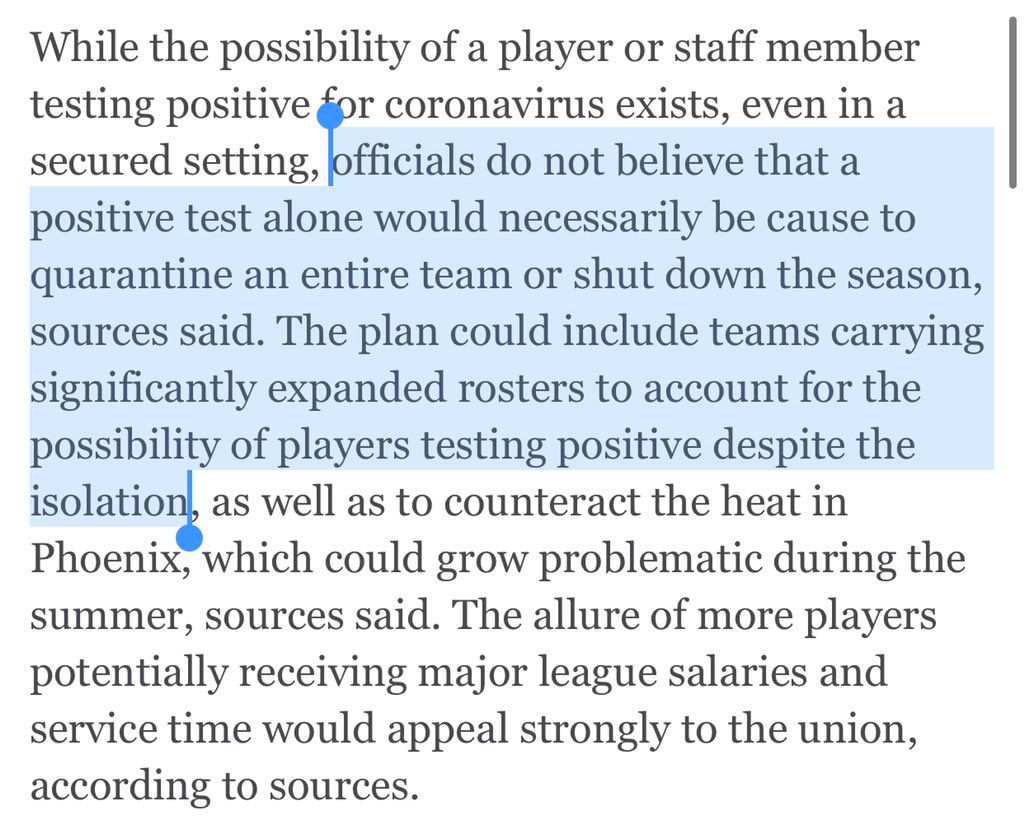 While the possibility of a player or staff member
testing positive for coronavirus exists, even in a
secured setting, officials do not believe that a
positive test alone would necessarily be cause to
quarantine an entire team or shut down the season,
sources said. The plan could include teams carrying
significantly expanded rosters to account for the
possibility of players testing positive despite the
isolation, as well as to counteract the heat in
Phoenix, which could grow problematic during the
summer, sources said. The allure of more players
potentially receiving major league salaries and
service time would appeal strongly to the union,
according to sources.